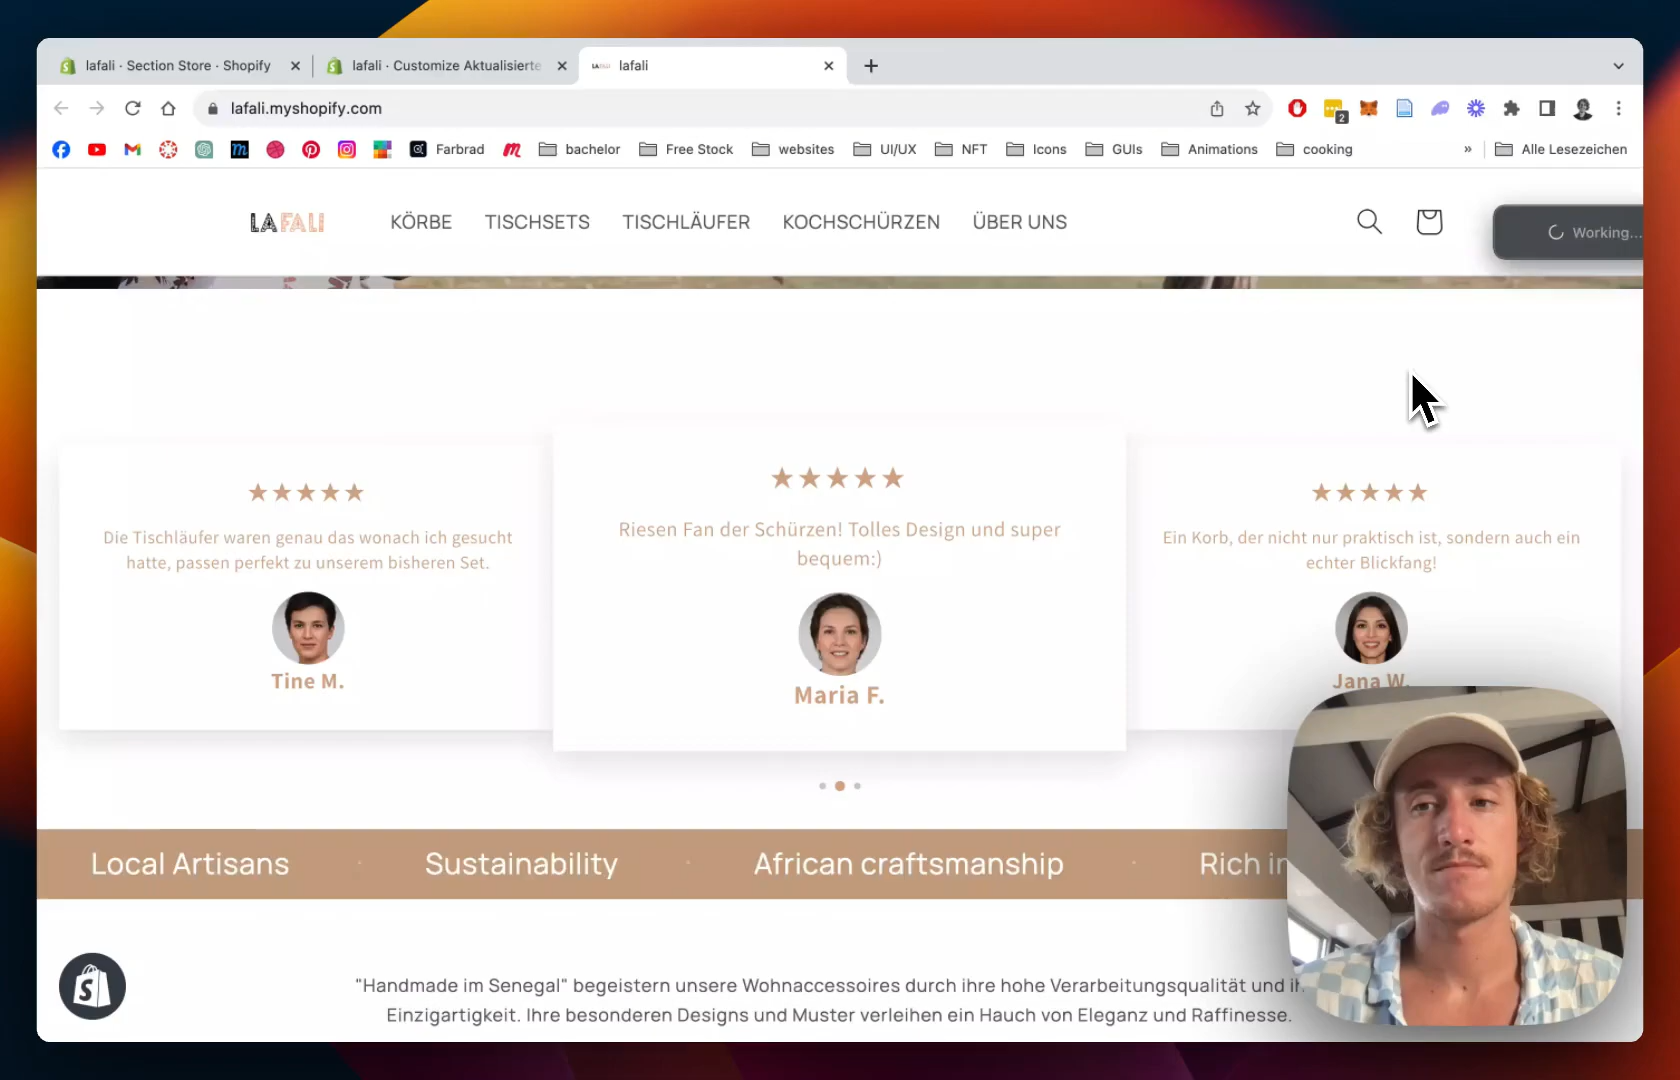 lafali · Section Store · Shopify
lafali · Customize Aktualisierte
lafali
lafali.myshopify.com
2
Farbrad
bachelor
Free Stock
websites
UI/UX
NFT
Icons
GUIs
Animations
cooking
»
Alle Lesezeichen
LAFALI
KÖRBE
TISCHSETS
TISCHLÄUFER
KOCHSCHÜRZEN
ÜBER UNS
Working...
Die Tischläufer waren genau das wonach ich gesucht
hatte, passen perfekt zu unserem bisheren Set.
Tine M.
Riesen Fan der Schürzen! Tolles Design und super
bequem:)
Maria F.
Ein Korb, der nicht nur praktisch ist, sondern auch ein
echter Blickfang!
Jana W.
Local Artisans · Sustainability · African craftsmanship · Rich
"Handmade im Senegal" begeistern unsere Wohnaccessoires durch ihre hohe Verarbeitungsqualität und
Einzigartigkeit. Ihre besonderen Designs und Muster verleihen ein Hauch von Eleganz und Raffinesse.